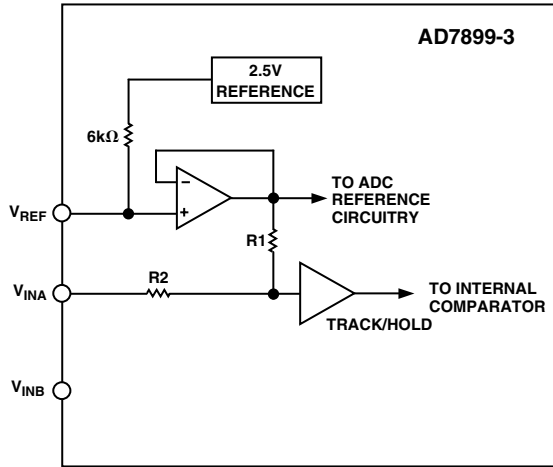 AD7899-3
2.5V
REFERENCE
6kΩ
−
+
TO ADC
REFERENCE
CIRCUITRY
VREF
R1
R2
VINA
TO INTERNAL
COMPARATOR
TRACK/HOLD
VINB